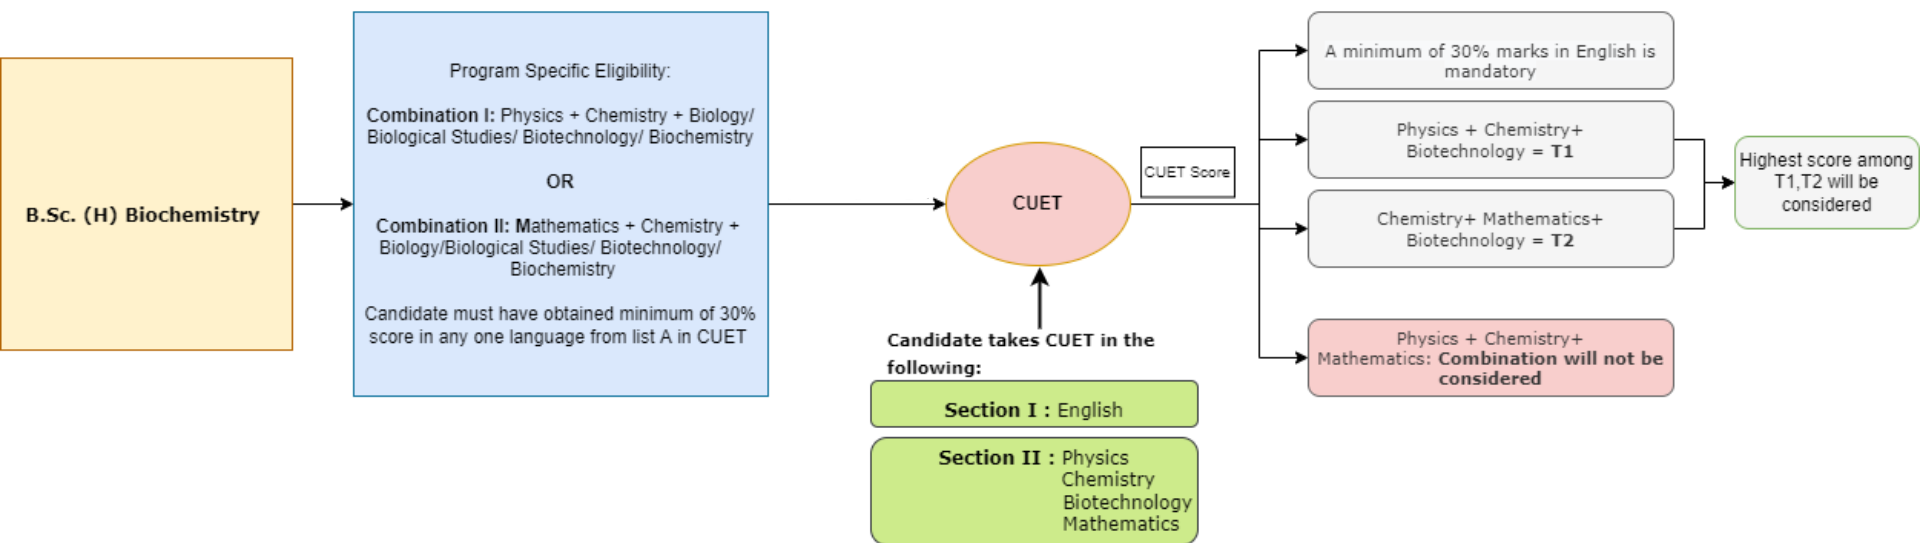 B.Sc. (H) Biochemistry
Program Specific Eligibility:
Combination I: Physics + Chemistry + Biology/
Biological Studies/ Biotechnology/ Biochemistry
OR
Combination II: Mathematics + Chemistry +
Biology/Biological Studies/ Biotechnology/
Biochemistry
Candidate must have obtained minimum of 30%
score in any one language from list A in CUET
CUET
Candidate takes CUET in the
following:
Section I : English
Section II : Physics
Chemistry
Biotechnology
Mathematics
CUET Score
A minimum of 30% marks in English is
mandatory
Physics + Chemistry+
Biotechnology = T1
Chemistry+ Mathematics+
Biotechnology = T2
Physics + Chemistry+
Mathematics: Combination will not be
considered
Highest score among
T1,T2 will be
considered